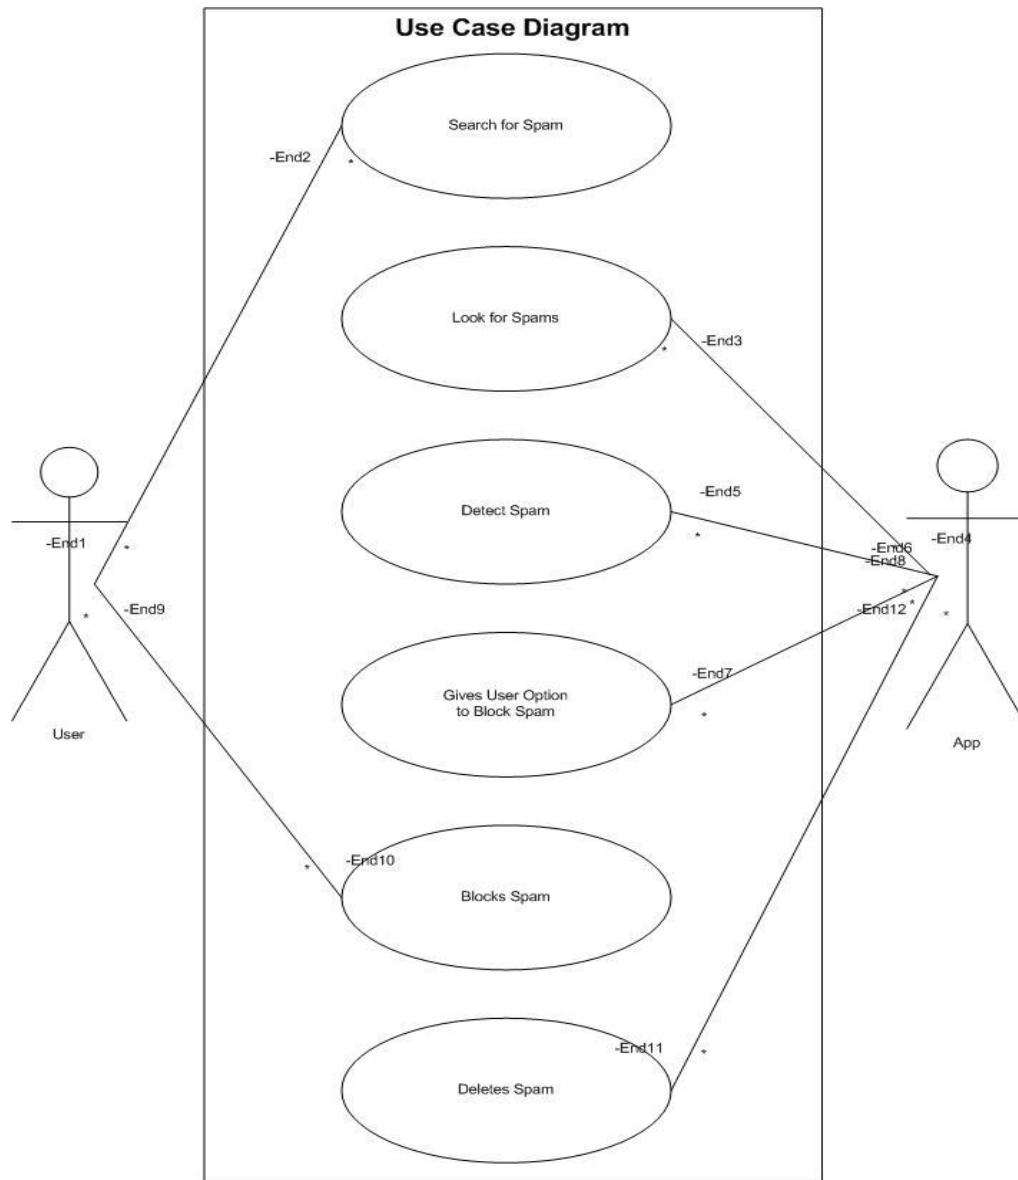 Use Case Diagram
Search for Spam
-End2
*
Look for Spams
-End3
*
Detect Spam
-End5
*
-End1
*
-End6
*
-End4
-End8
*
*
-End9
*
-End12
*
-End7
*
Gives User Option
to Block Spam
User
App
-End10
*
Blocks Spam
-End11
*
Deletes Spam